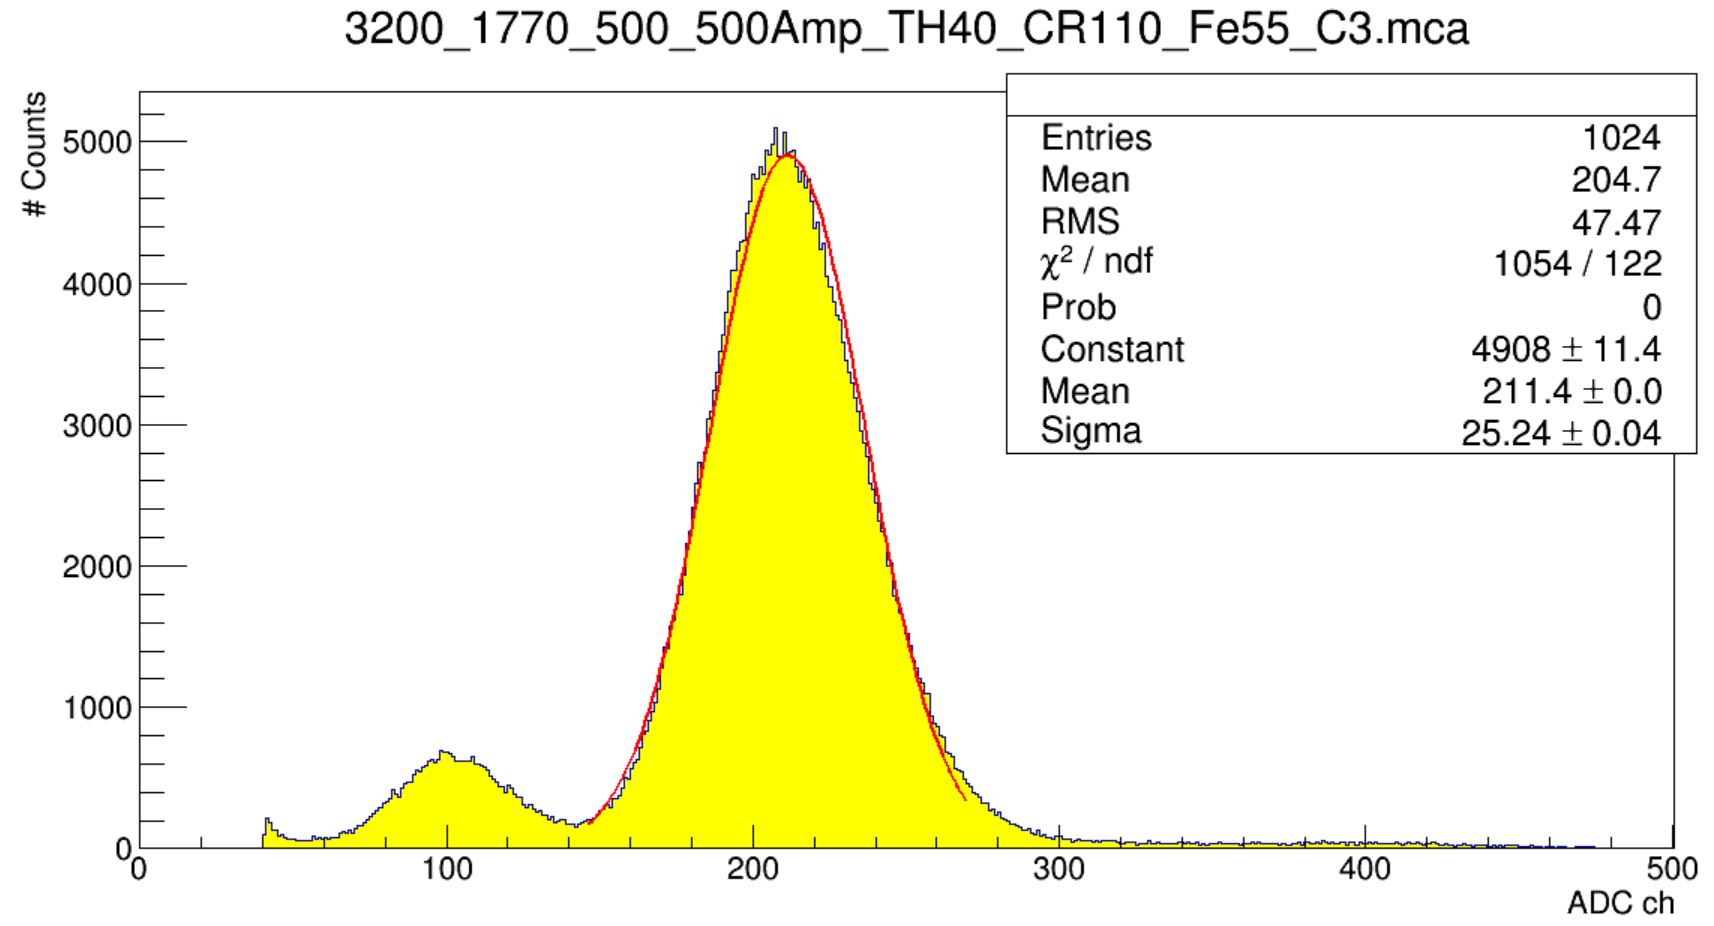 3200_1770_500_500Amp_TH40_CR110_Fe55_C3.mca
# Counts
Entries 1024
Mean 204.7
RMS 47.47
χ² / ndf 1054 / 122
Prob 0
Constant 4908 ± 11.4
Mean 211.4 ± 0.0
Sigma 25.24 ± 0.04
5000
4000
3000
2000
1000
0
0 100 200 300 400 500
ADC ch